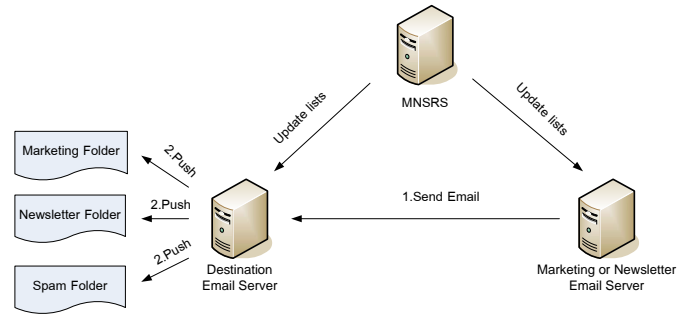 MNSRS
Update lists
Update lists
Marketing Folder
2.Push
Newsletter Folder
2.Push
1.Send Email
2.Push
Spam Folder
Destination
Email Server
Marketing or Newsletter
Email Server